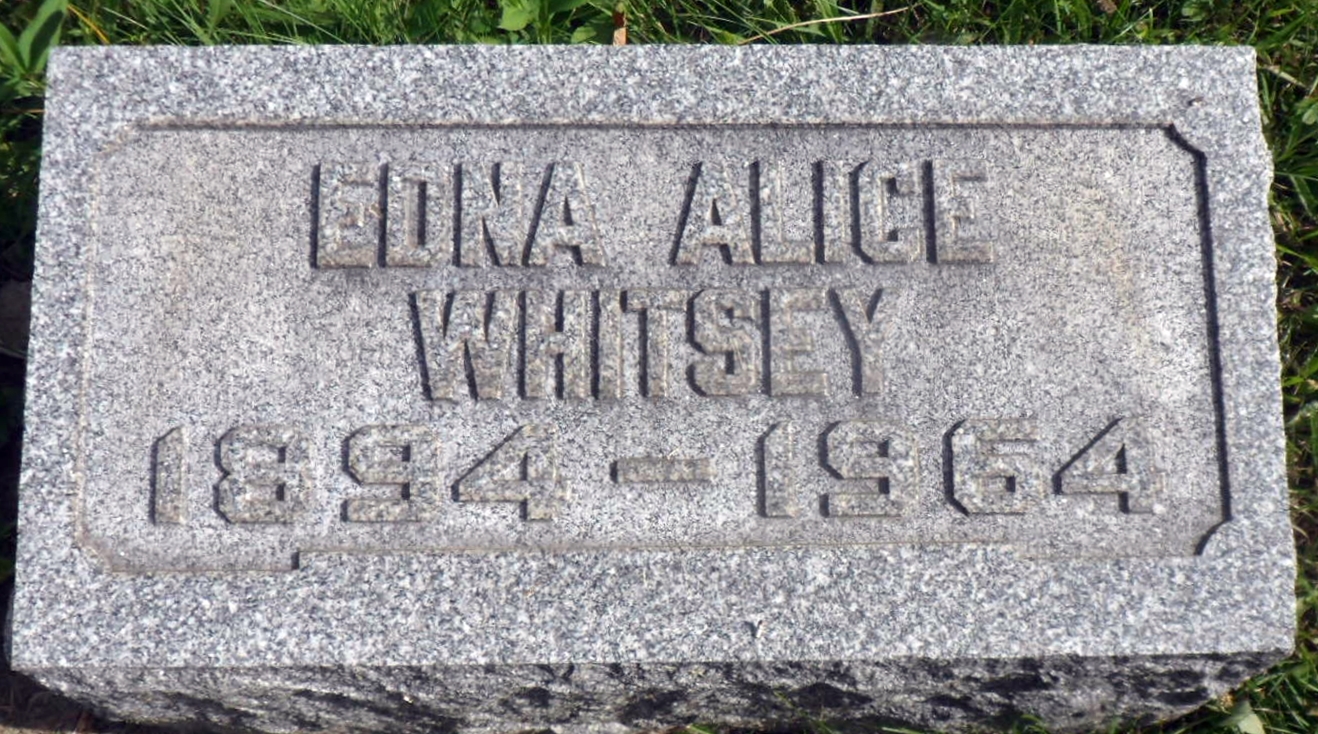 EDNA ALICE
WHITSEY
1894 - 1964